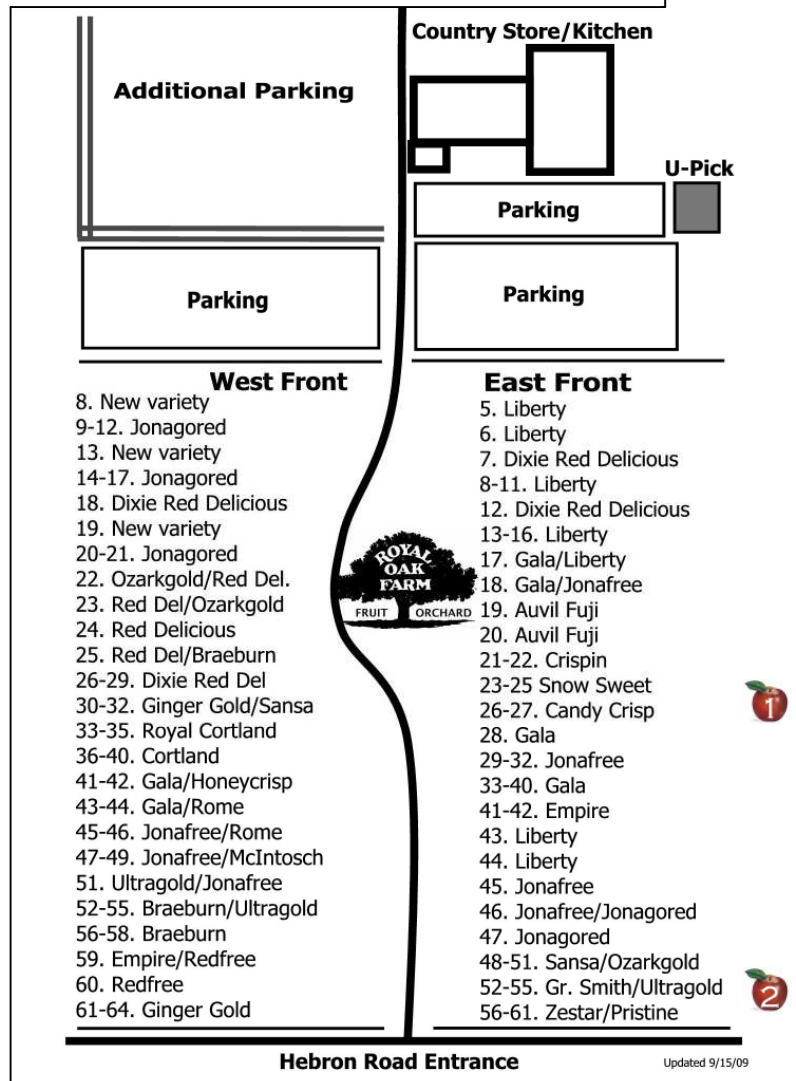 Country Store/Kitchen
Additional Parking
U-Pick
Parking
Parking
Parking
West Front
8. New variety
9-12. Jonagored
13. New variety
14-17. Jonagored
18. Dixie Red Delicious
19. New variety
20-21. Jonagored
22. Ozarkgold/Red Del.
23. Red Del/Ozarkgold
24. Red Delicious
25. Red Del/Braeburn
26-29. Dixie Red Del
30-32. Ginger Gold/Sansa
33-35. Royal Cortland
36-40. Cortland
41-42. Gala/Honeycrisp
43-44. Gala/Rome
45-46. Jonafree/Rome
47-49. Jonafree/McIntosch
51. Ultragold/Jonafree
52-55. Braeburn/Ultragold
56-58. Braeburn
59. Empire/Redfree
60. Redfree
61-64. Ginger Gold
ROYAL
OAK
FARM
FRUIT ORCHARD
East Front
5. Liberty
6. Liberty
7. Dixie Red Delicious
8-11. Liberty
12. Dixie Red Delicious
13-16. Liberty
17. Gala/Liberty
18. Gala/Jonafree
19. Auvil Fuji
20. Auvil Fuji
21-22. Crispin
23-25 Snow Sweet
26-27. Candy Crisp
28. Gala
29-32. Jonafree
33-40. Gala
41-42. Empire
43. Liberty
44. Liberty
45. Jonafree
46. Jonafree/Jonagored
47. Jonagored
48-51. Sansa/Ozarkgold
52-55. Gr. Smith/Ultragold
56-61. Zestar/Pristine
1
2
Hebron Road Entrance
Updated 9/15/09